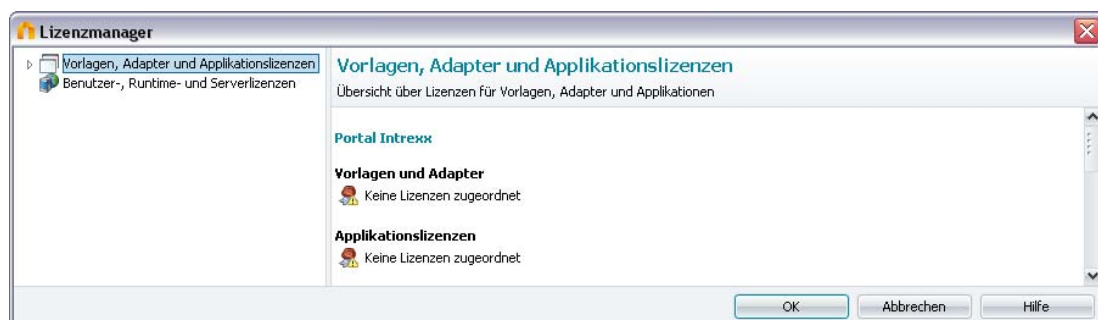 Lizenzmanager
Vorlagen, Adapter und Applikationslizenzen
Benutzer-, Runtime- und Serverlizenzen
Vorlagen, Adapter und Applikationslizenzen
Übersicht über Lizenzen für Vorlagen, Adapter und Applikationen
Portal Intrexx
Vorlagen und Adapter
Keine Lizenzen zugeordnet
Applikationslizenzen
Keine Lizenzen zugeordnet
OK Abbrechen Hilfe